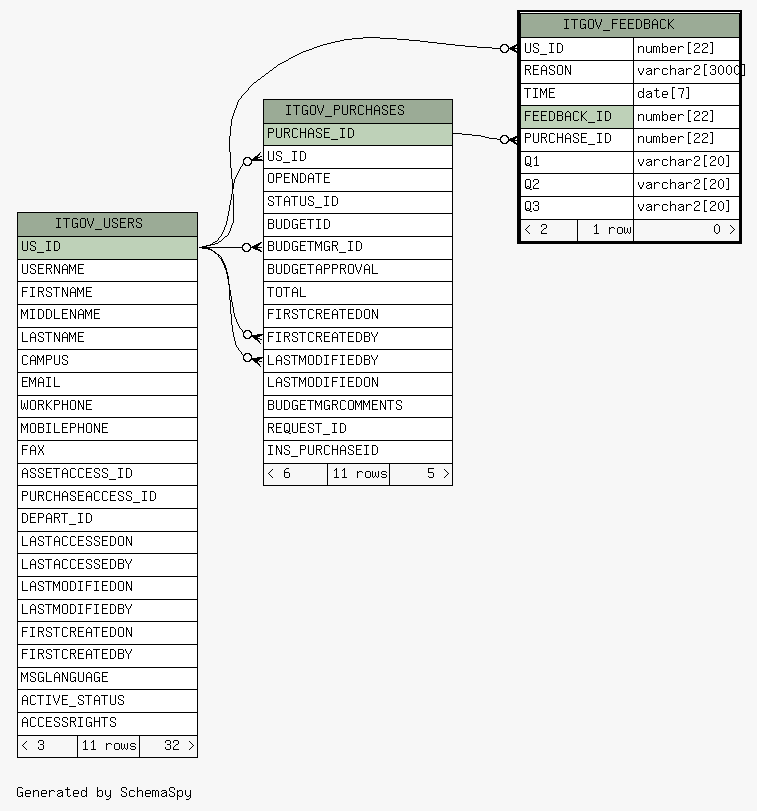 ITGOV_FEEDBACK
US_ID number[22]
REASON varchar2[3000]
TIME date[7]
FEEDBACK_ID number[22]
PURCHASE_ID number[22]
Q1 varchar2[20]
Q2 varchar2[20]
Q3 varchar2[20]
< 2 1 row 0 >
ITGOV_PURCHASES
PURCHASE_ID
US_ID
OPENDATE
STATUS_ID
BUDGETID
BUDGETMGR_ID
BUDGETAPPROVAL
TOTAL
FIRSTCREATEDON
FIRSTCREATEDBY
LASTMODIFIEDBY
LASTMODIFIEDON
BUDGETMGRCOMMENTS
REQUEST_ID
INS_PURCHASEID
< 6 11 rows 5 >
ITGOV_USERS
US_ID
USERNAME
FIRSTNAME
MIDDLENAME
LASTNAME
CAMPUS
EMAIL
WORKPHONE
MOBILEPHONE
FAX
ASSETACCESS_ID
PURCHASEACCESS_ID
DEPART_ID
LASTACCESSEDON
LASTACCESSEDBY
LASTMODIFIEDON
LASTMODIFIEDBY
FIRSTCREATEDON
FIRSTCREATEDBY
MSGLANGUAGE
ACTIVE_STATUS
ACCESSRIGHTS
< 3 11 rows 32 >
Generated by SchemaSpy